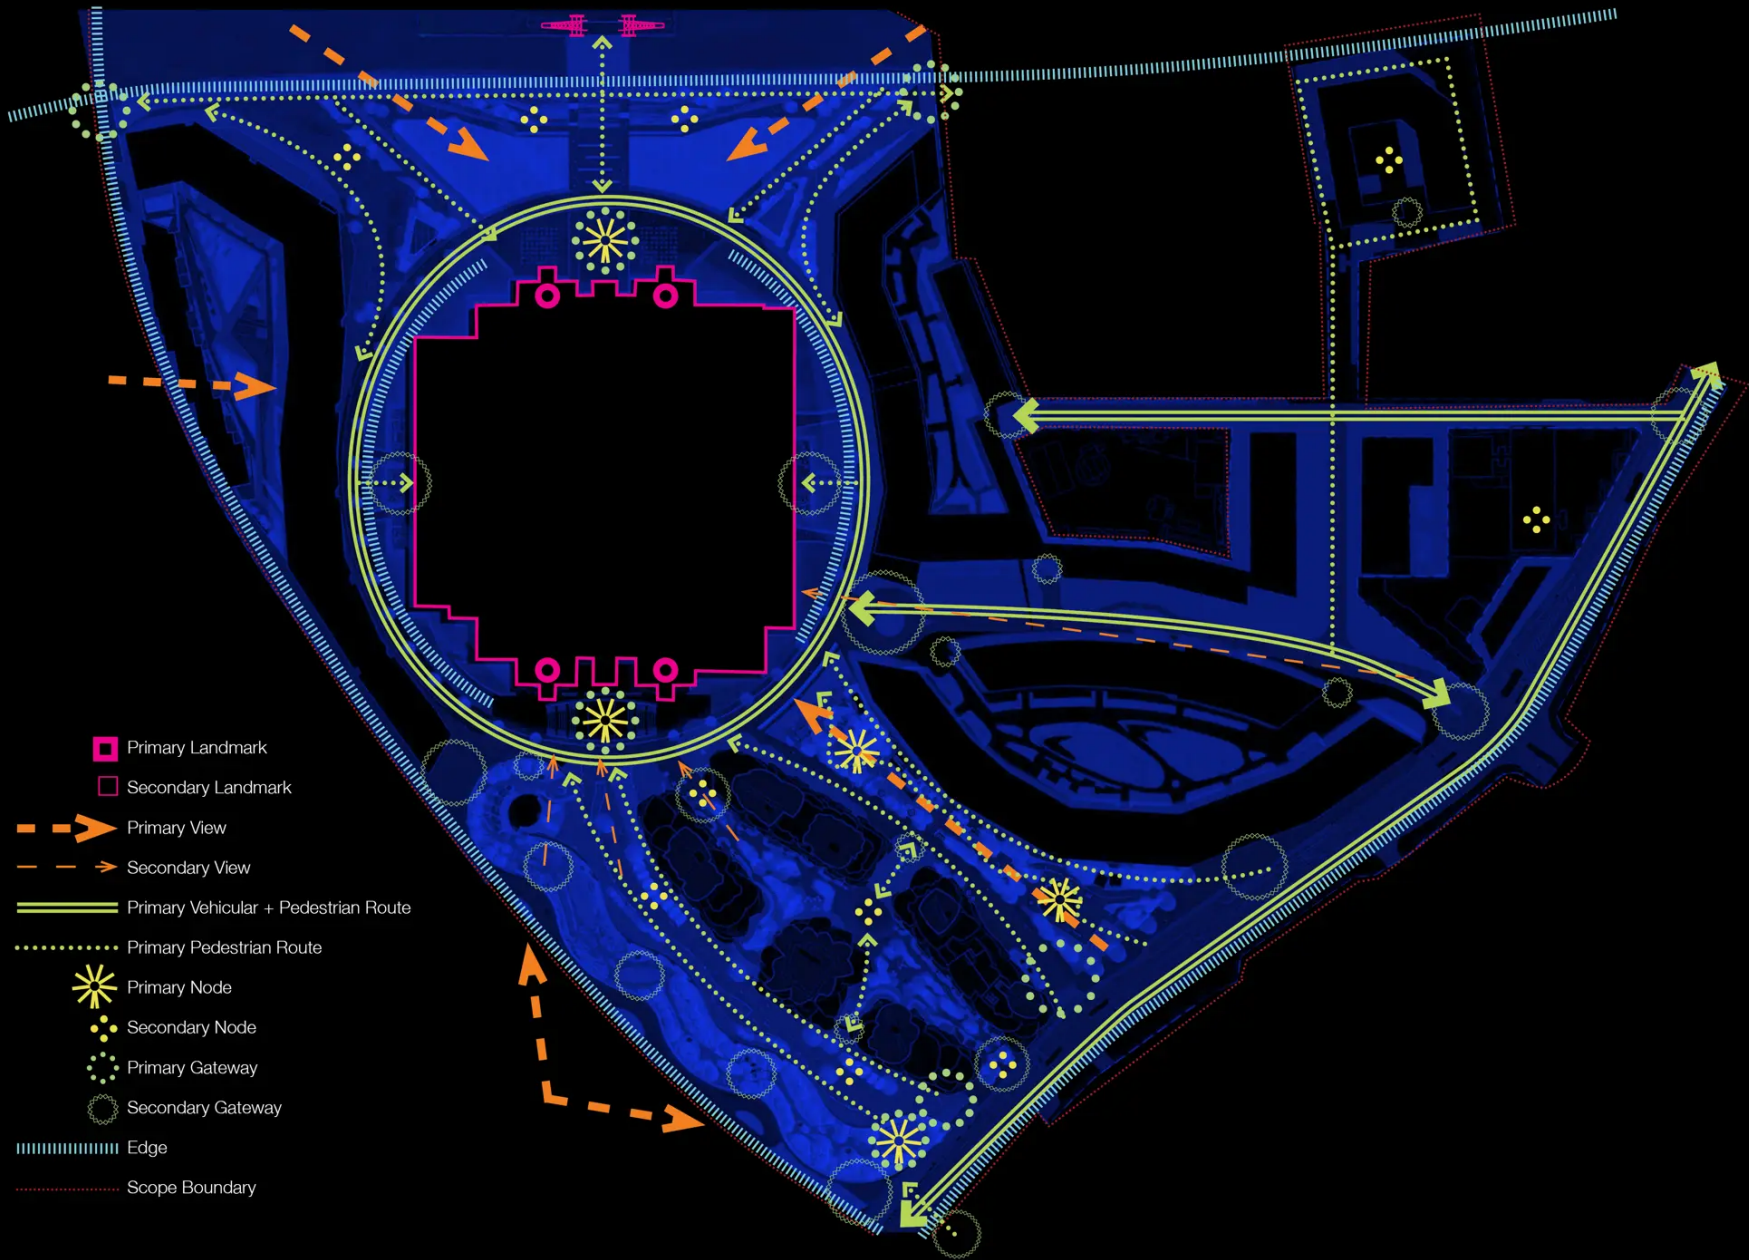 Primary Landmark
Secondary Landmark
Primary View
Secondary View
Primary Vehicular + Pedestrian Route
Primary Pedestrian Route
Primary Node
Secondary Node
Primary Gateway
Secondary Gateway
Edge
Scope Boundary